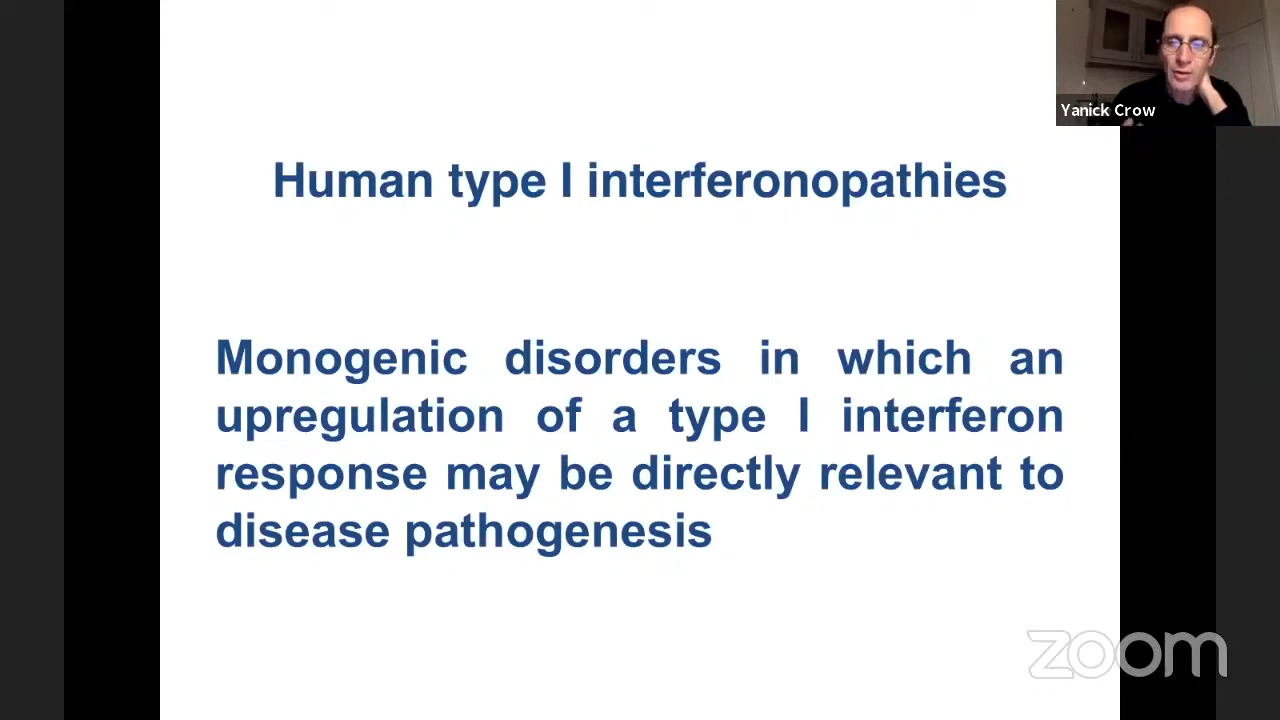 Yanick Crow
Human type I interferonopathies
Monogenic disorders in which an
upregulation of a type I interferon
response may be directly relevant to
disease pathogenesis
zoom